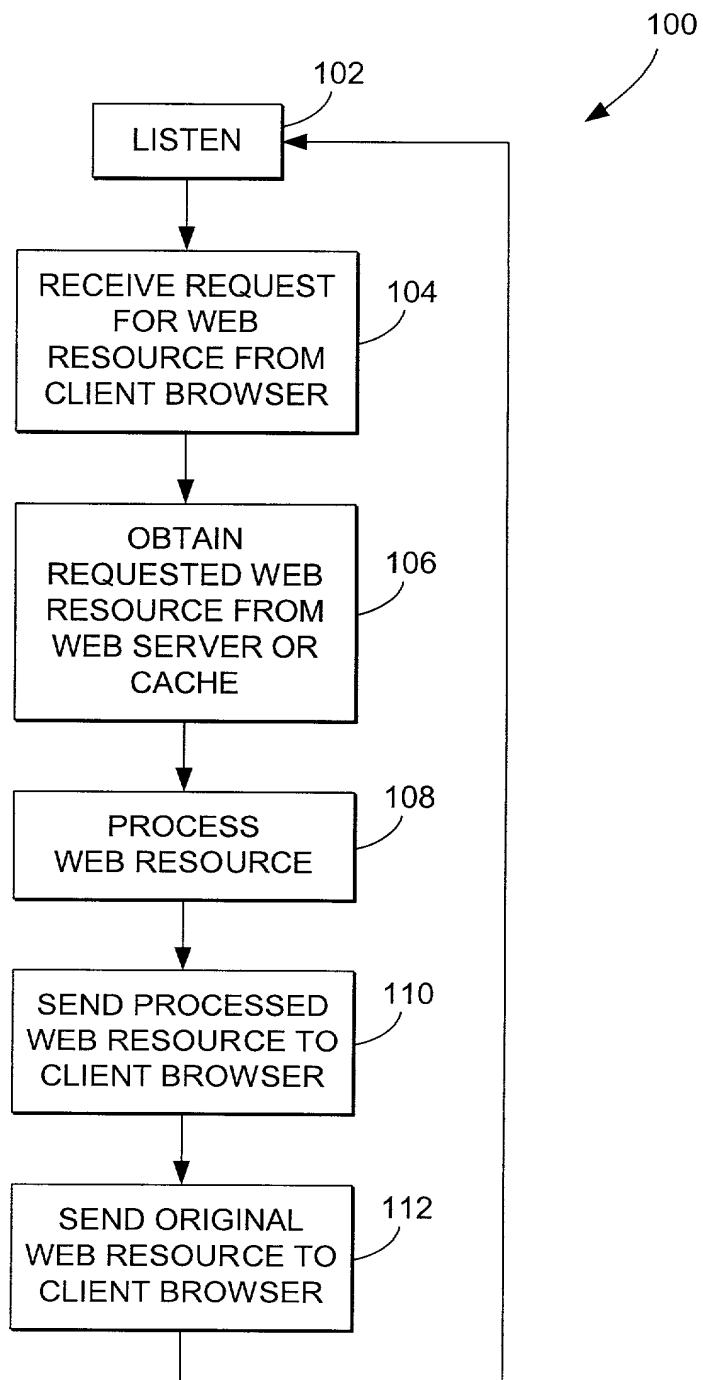 100
102
LISTEN
RECEIVE REQUEST
FOR WEB
RESOURCE FROM
CLIENT BROWSER
104
OBTAIN
REQUESTED WEB
RESOURCE FROM
WEB SERVER OR
CACHE
106
PROCESS
WEB RESOURCE
108
SEND PROCESSED
WEB RESOURCE TO
CLIENT BROWSER
110
SEND ORIGINAL
WEB RESOURCE TO
CLIENT BROWSER
112